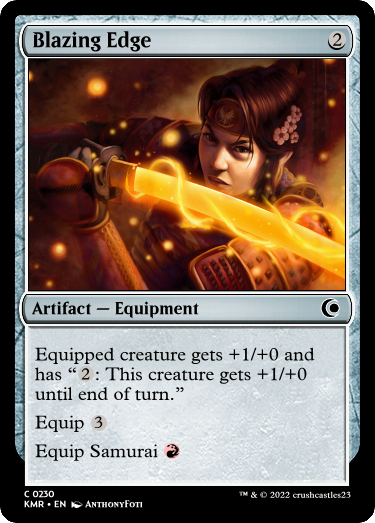 Blazing Edge 2
Artifact — Equipment
Equipped creature gets +1/+0 and
has “2: This creature gets +1/+0
until end of turn.”
Equip 3
Equip Samurai
C 0230
KMR • EN AnthonyFoti
™ & © 2022 crushcastles23